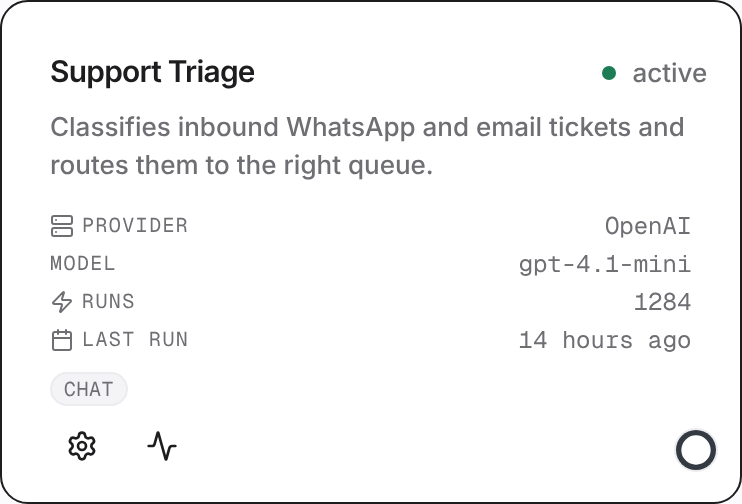 Support Triage
active
Classifies inbound WhatsApp and email tickets and
routes them to the right queue.
PROVIDER OpenAI
MODEL gpt-4.1-mini
RUNS 1284
LAST RUN 14 hours ago
CHAT